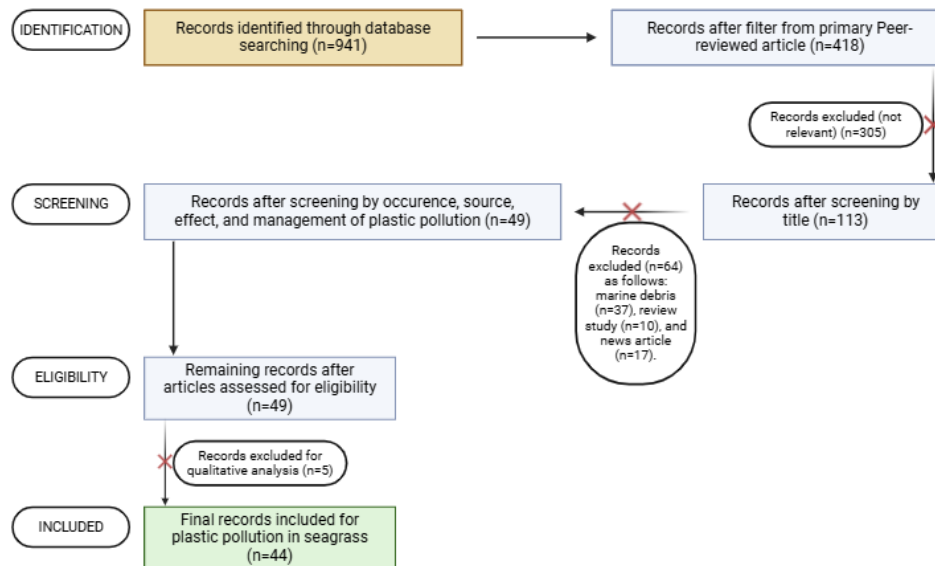 IDENTIFICATION
Records identified through database
searching (n=941)
Records after filter from primary Peer-
reviewed article (n=418)
Records excluded (not
relevant) (n=305)
SCREENING
Records after screening by occurence, source,
effect, and management of plastic pollution (n=49)
Records after screening by
title (n=113)
Records
excluded (n=64)
as follows:
marine debris
(n=37), review
study (n=10), and
news article
(n=17).
ELIGIBILITY
Remaining records after
articles assessed for eligibility
(n=49)
Records excluded for
qualitative analysis (n=5)
INCLUDED
Final records included for
plastic pollution in seagrass
(n=44)